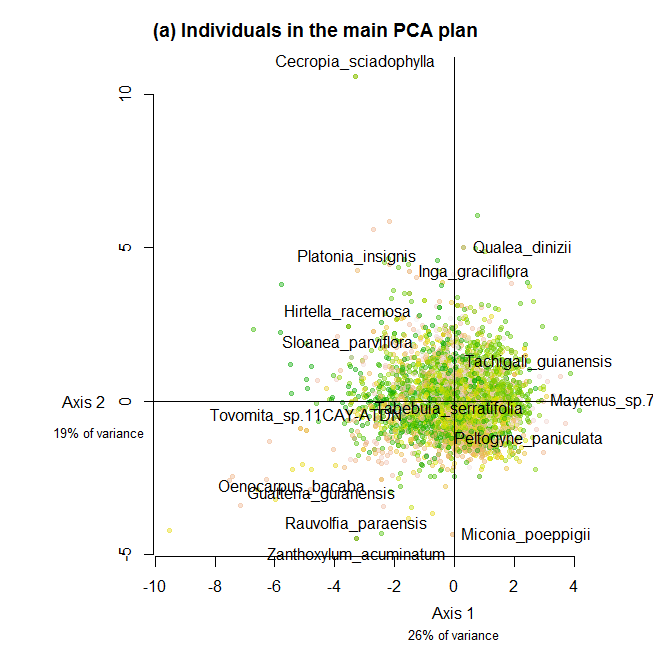 (a) Individuals in the main PCA plan
Cecropia_sciadophylla
10
Qualea_dinizii
5
Platonia_insignis
Inga_graciliflora
Hirtella_racemosa
Sloanea_parviflora
Tachigali_guianensis
Axis 2
0
Maytenus_sp.7
Tabebuia_serratifolia
Tovomita_sp.11CAY-ATDN
19% of variance
Peltogyne_paniculata
Oenocarpus_bacaba
Guatteria_guianensis
Rauvolfia_paraensis
Miconia_poeppigii
-5
Zanthoxylum_acuminatum
-10 -8 -6 -4 -2 0 2 4
Axis 1
26% of variance